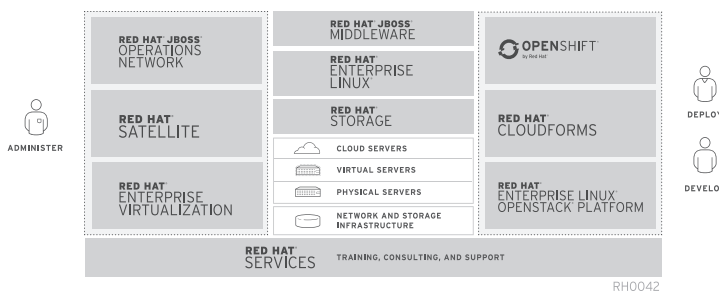 ADMINISTER
RED HAT JBOSS
OPERATIONS
NETWORK
RED HAT
SATELLITE
RED HAT
ENTERPRISE
VIRTUALIZATION
RED HAT JBOSS
MIDDLEWARE
RED HAT
ENTERPRISE
LINUX
RED HAT
STORAGE
CLOUD SERVERS
VIRTUAL SERVERS
PHYSICAL SERVERS
NETWORK AND STORAGE
INFRASTRUCTURE
OPENSHIFT
by Red Hat
RED HAT
CLOUDFORMS
RED HAT
ENTERPRISE LINUX
OPENSTACK PLATFORM
DEPLOY
DEVELO
RED HAT
SERVICES
TRAINING, CONSULTING, AND SUPPORT
RH0042